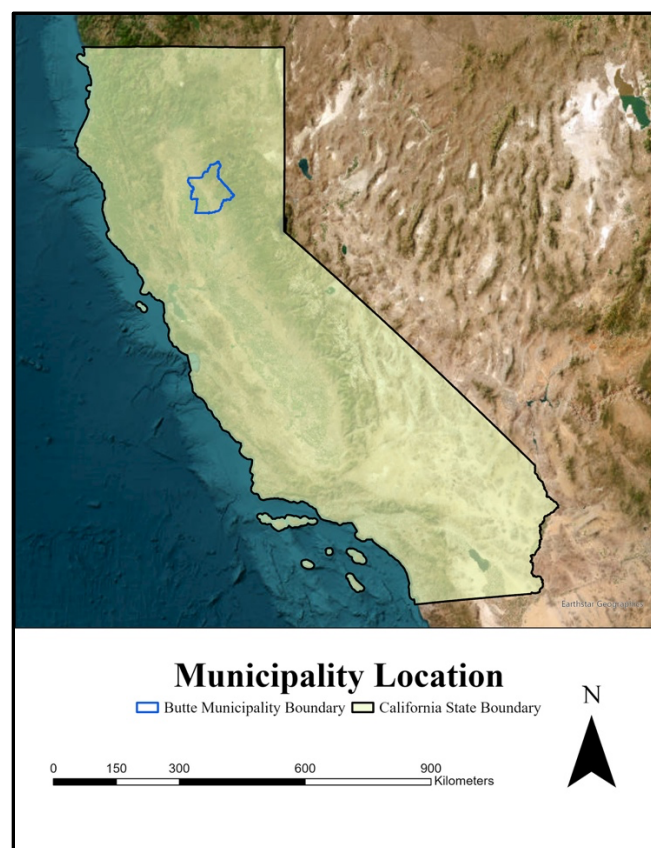 Earthstar Geographics
Municipality Location
Butte Municipality Boundary California State Boundary
N
0 150 300 600 900
Kilometers